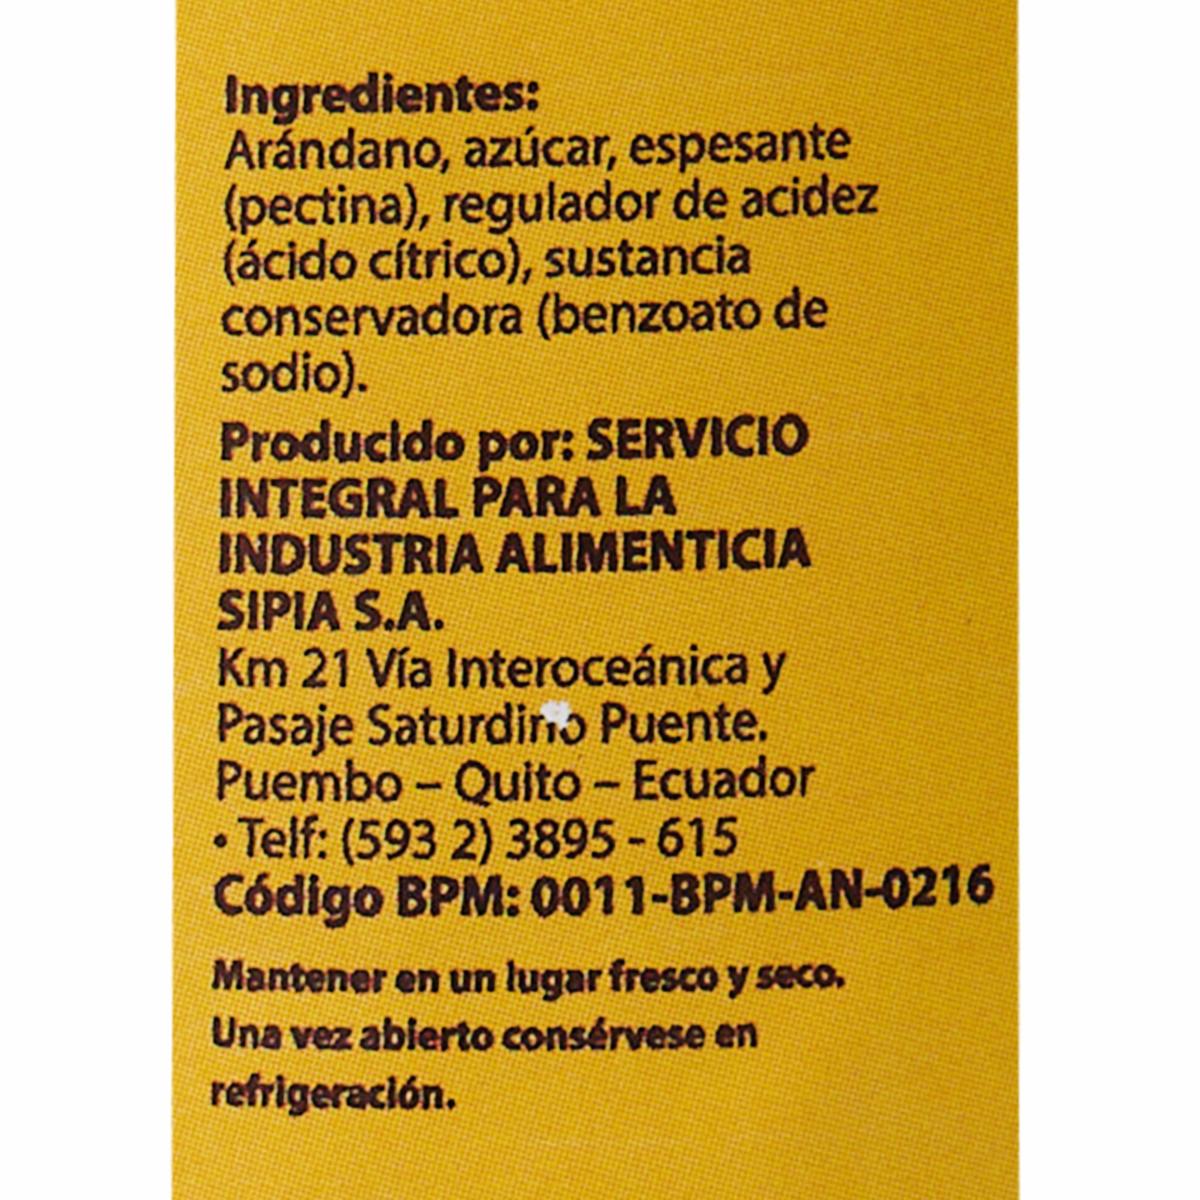 Ingredientes:
Arándano, azúcar, espesante
(pectina), regulador de acidez
(ácido cítrico), sustancia
conservadora (benzoato de
sodio).
Producido por: SERVICIO
INTEGRAL PARA LA
INDUSTRIA ALIMENTICIA
SIPIA S.A.
Km 21 Vía Interoceánica y
Pasaje Saturdino Puente.
Puembo – Quito – Ecuador
• Telf: (593 2) 3895 - 615
Código BPM: 0011-BPM-AN-0216
Mantener en un lugar fresco y seco.
Una vez abierto consérvese en
refrigeración.